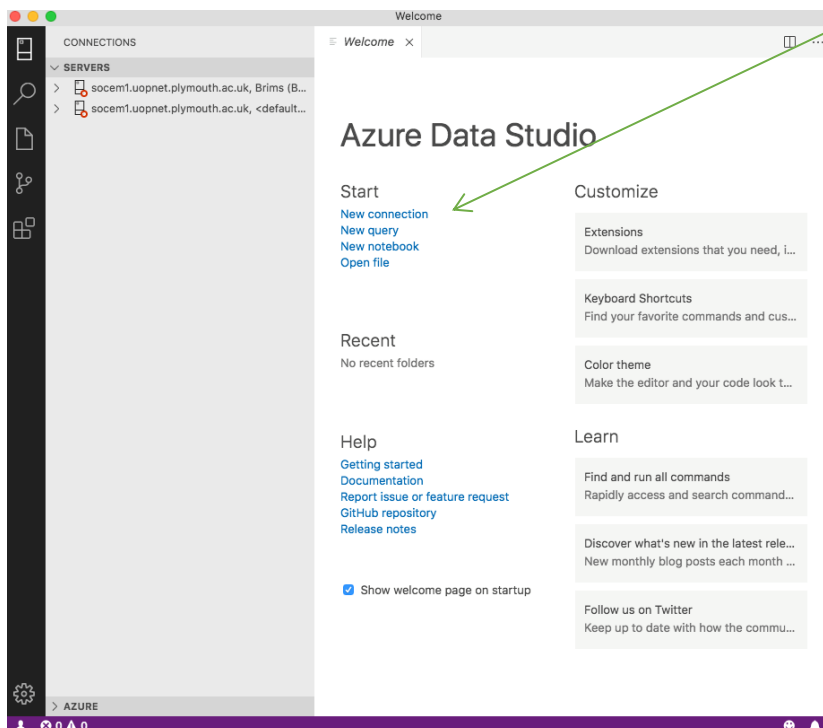 Welcome
CONNECTIONS
SERVERS
socem1.uopnet.plymouth.ac.uk, Brims (B...
socem1.uopnet.plymouth.ac.uk, <default...
Welcome
Azure Data Studio
Start
New connection
New query
New notebook
Open file
Recent
No recent folders
Help
Getting started
Documentation
Report issue or feature request
GitHub repository
Release notes
Show welcome page on startup
Customize
Extensions
Download extensions that you need, i...
Keyboard Shortcuts
Find your favorite commands and cus...
Color theme
Make the editor and your code look t...
Learn
Find and run all commands
Rapidly access and search command...
Discover what's new in the latest rele...
New monthly blog posts each month ...
Follow us on Twitter
Keep up to date with how the commu...
AZURE
0 0